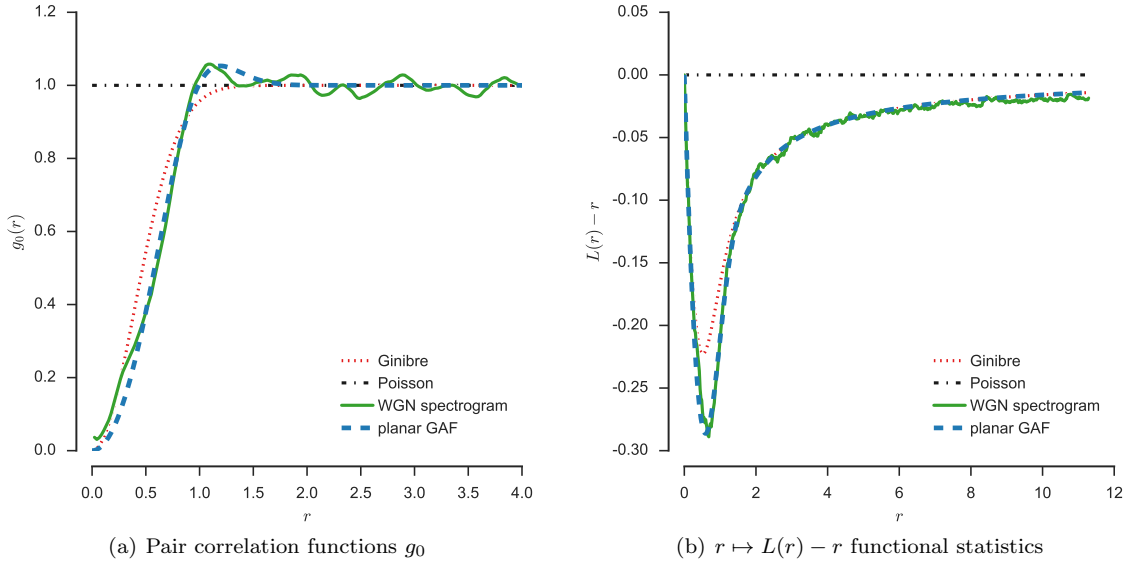 1.2
1.0
0.8
0.6
0.4
0.2
0.0
g₀(r)
0.0 0.5 1.0 1.5 2.0 2.5 3.0 3.5 4.0
r
Ginibre
Poisson
WGN spectrogram
planar GAF
(a) Pair correlation functions g₀
0.05
0.00
-0.05
-0.10
-0.15
-0.20
-0.25
-0.30
L(r) − r
0 2 4 6 8 10 12
r
Ginibre
Poisson
WGN spectrogram
planar GAF
(b) r ↦ L(r) − r functional statistics